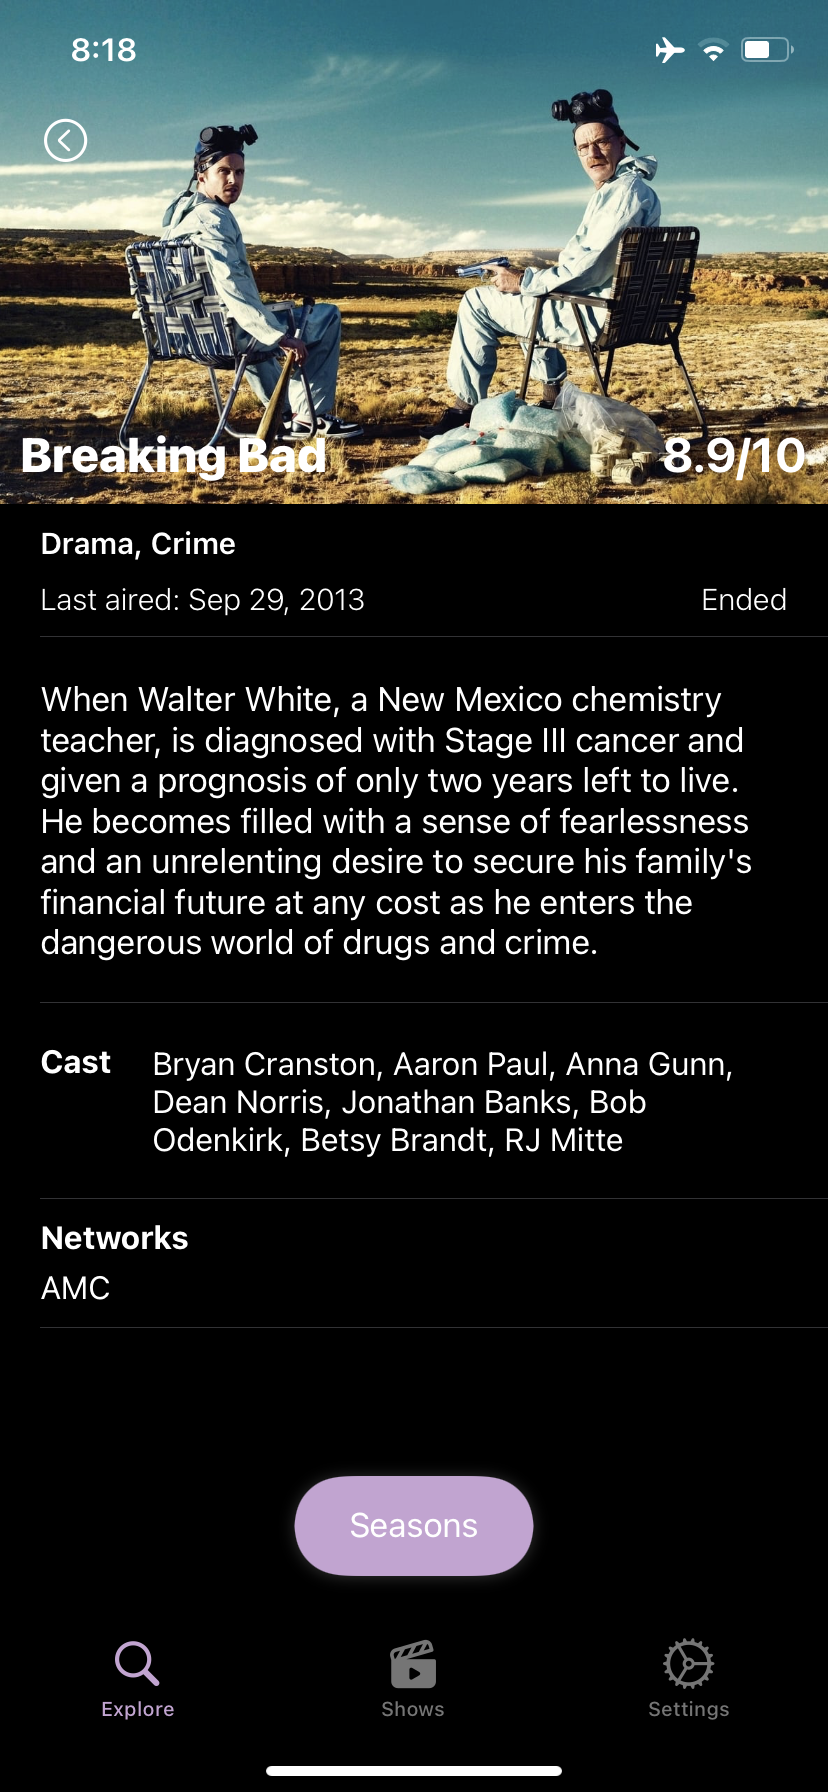 8:18
Breaking Bad 8.9/10
Drama, Crime
Last aired: Sep 29, 2013 Ended
When Walter White, a New Mexico chemistry
teacher, is diagnosed with Stage III cancer and
given a prognosis of only two years left to live.
He becomes filled with a sense of fearlessness
and an unrelenting desire to secure his family's
financial future at any cost as he enters the
dangerous world of drugs and crime.
Cast Bryan Cranston, Aaron Paul, Anna Gunn,
Dean Norris, Jonathan Banks, Bob
Odenkirk, Betsy Brandt, RJ Mitte
Networks
AMC
Seasons
Explore Shows Settings